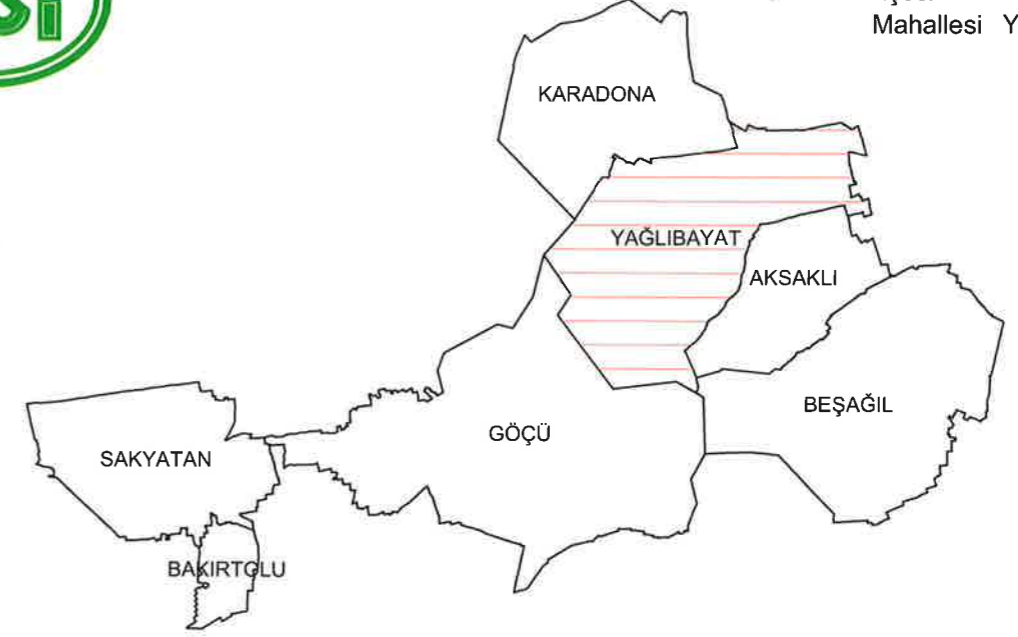 Mahallesi Y
KARADONA
YAĞLIBAYAT
AKSAKLI
BEŞAĞIL
GÖÇÜ
SAKYATAN
BAKIRTOLU